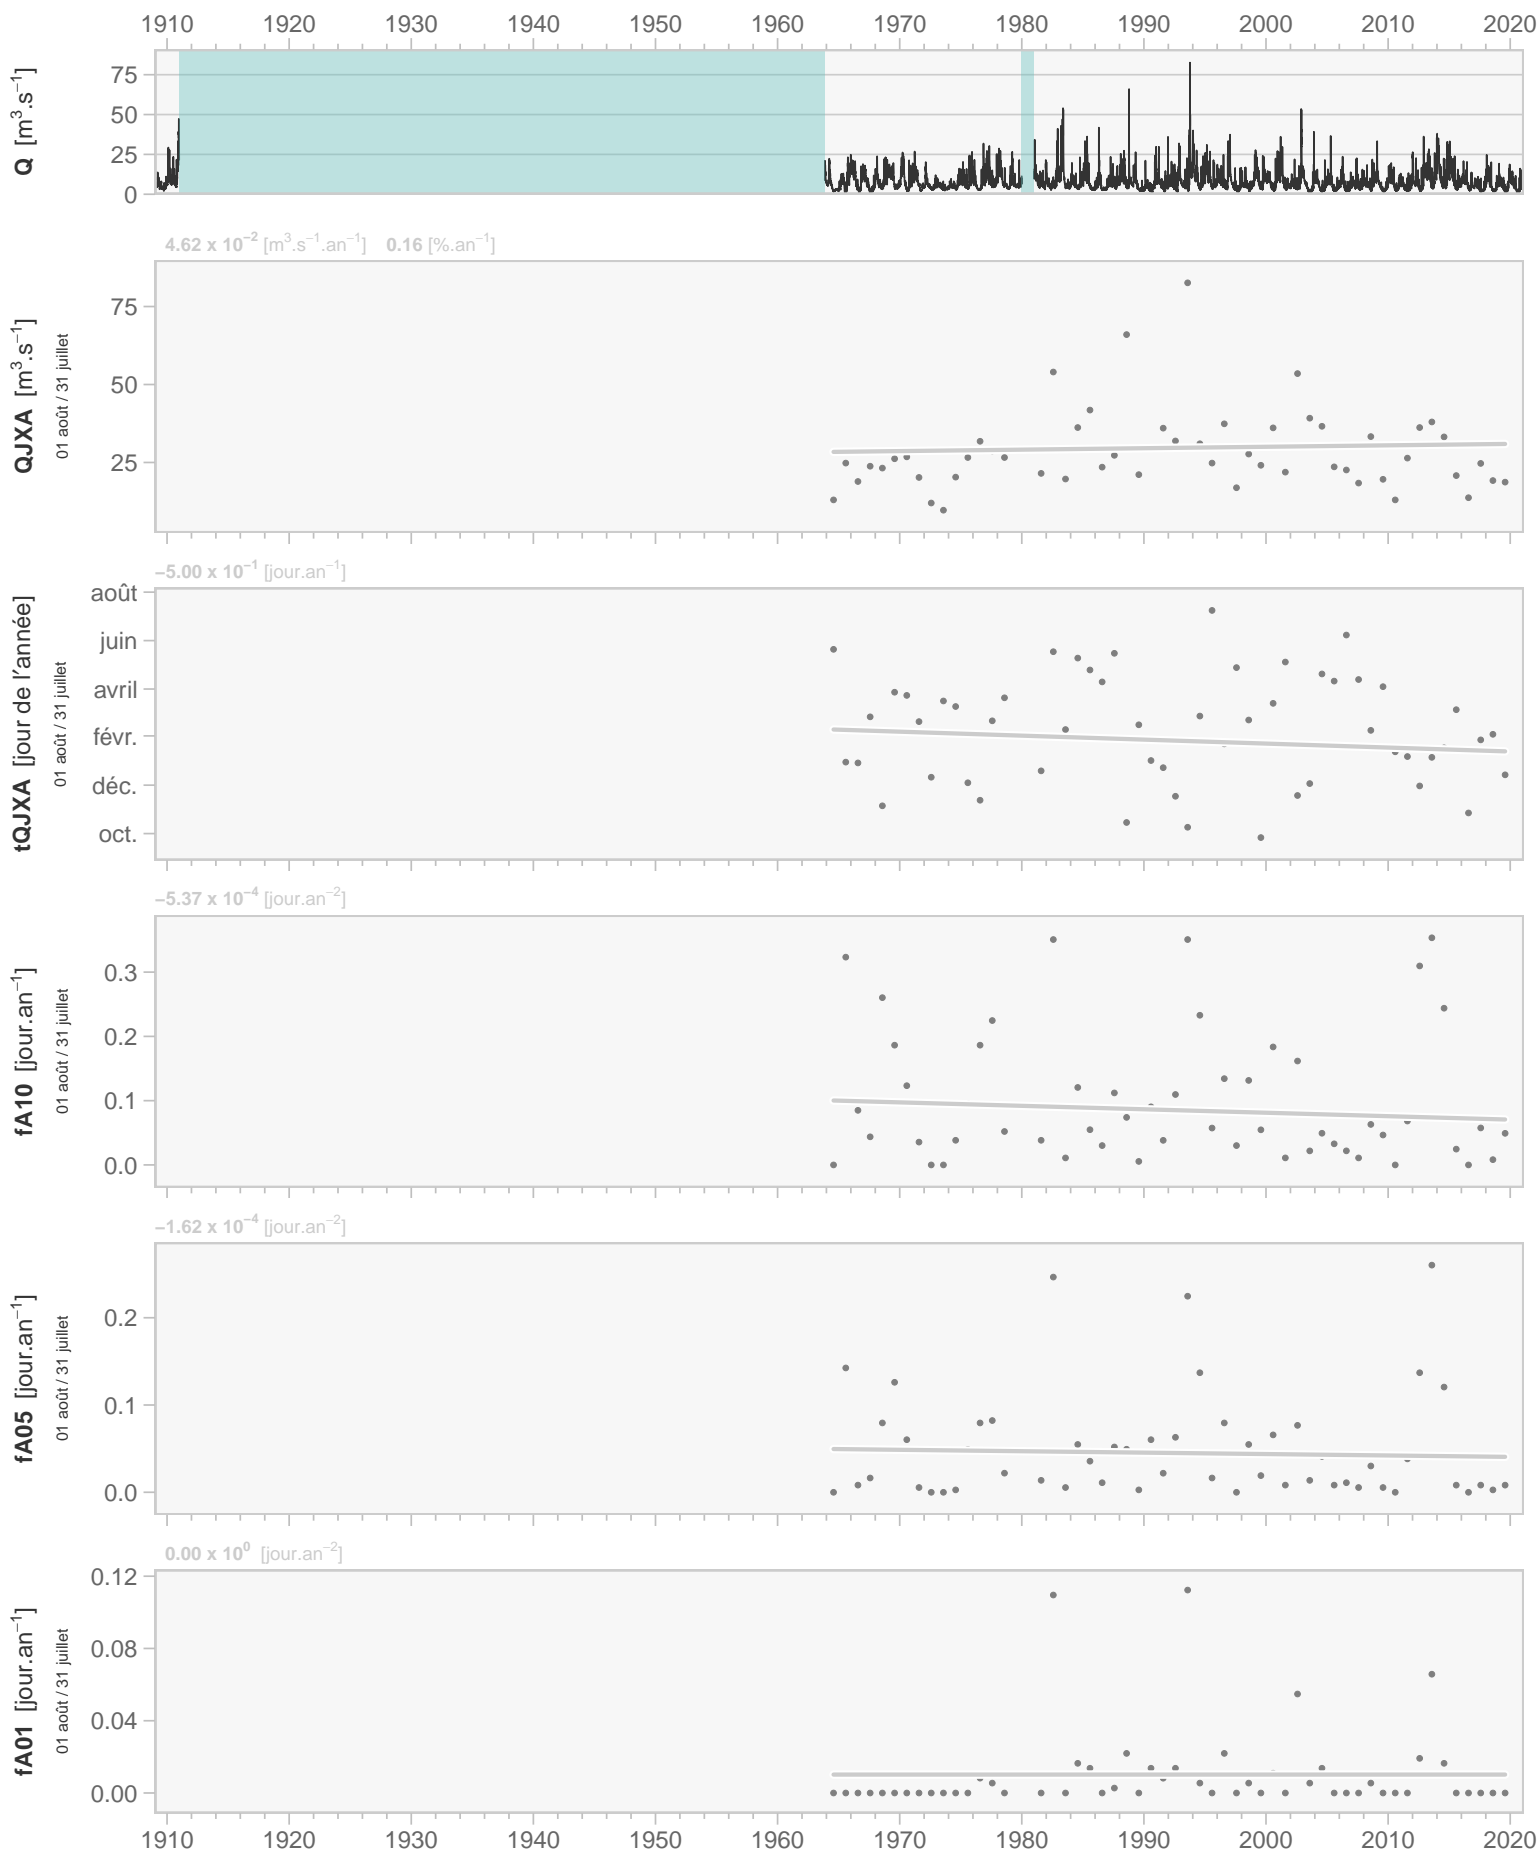 1910 1920 1930 1940 1950 1960 1970 1980 1990 2000 2010 2020
Q [m³.s⁻¹]
75
50
25
0
4.62 x 10⁻² [m³.s⁻¹.an⁻¹] 0.16 [%.an⁻¹]
QJXA [m³.s⁻¹]
01 août / 31 juillet
75
50
25
−5.00 x 10⁻¹ [jour.an⁻¹]
tQJXA [jour de l'année]
01 août / 31 juillet
août
juin
avril
févr.
déc.
oct.
−5.37 x 10⁻⁴ [jour.an⁻²]
fA10 [jour.an⁻¹]
01 août / 31 juillet
0.3
0.2
0.1
0.0
−1.62 x 10⁻⁴ [jour.an⁻²]
fA05 [jour.an⁻¹]
01 août / 31 juillet
0.2
0.1
0.0
0.00 x 10⁰ [jour.an⁻²]
fA01 [jour.an⁻¹]
01 août / 31 juillet
0.12
0.08
0.04
0.00
1910 1920 1930 1940 1950 1960 1970 1980 1990 2000 2010 2020